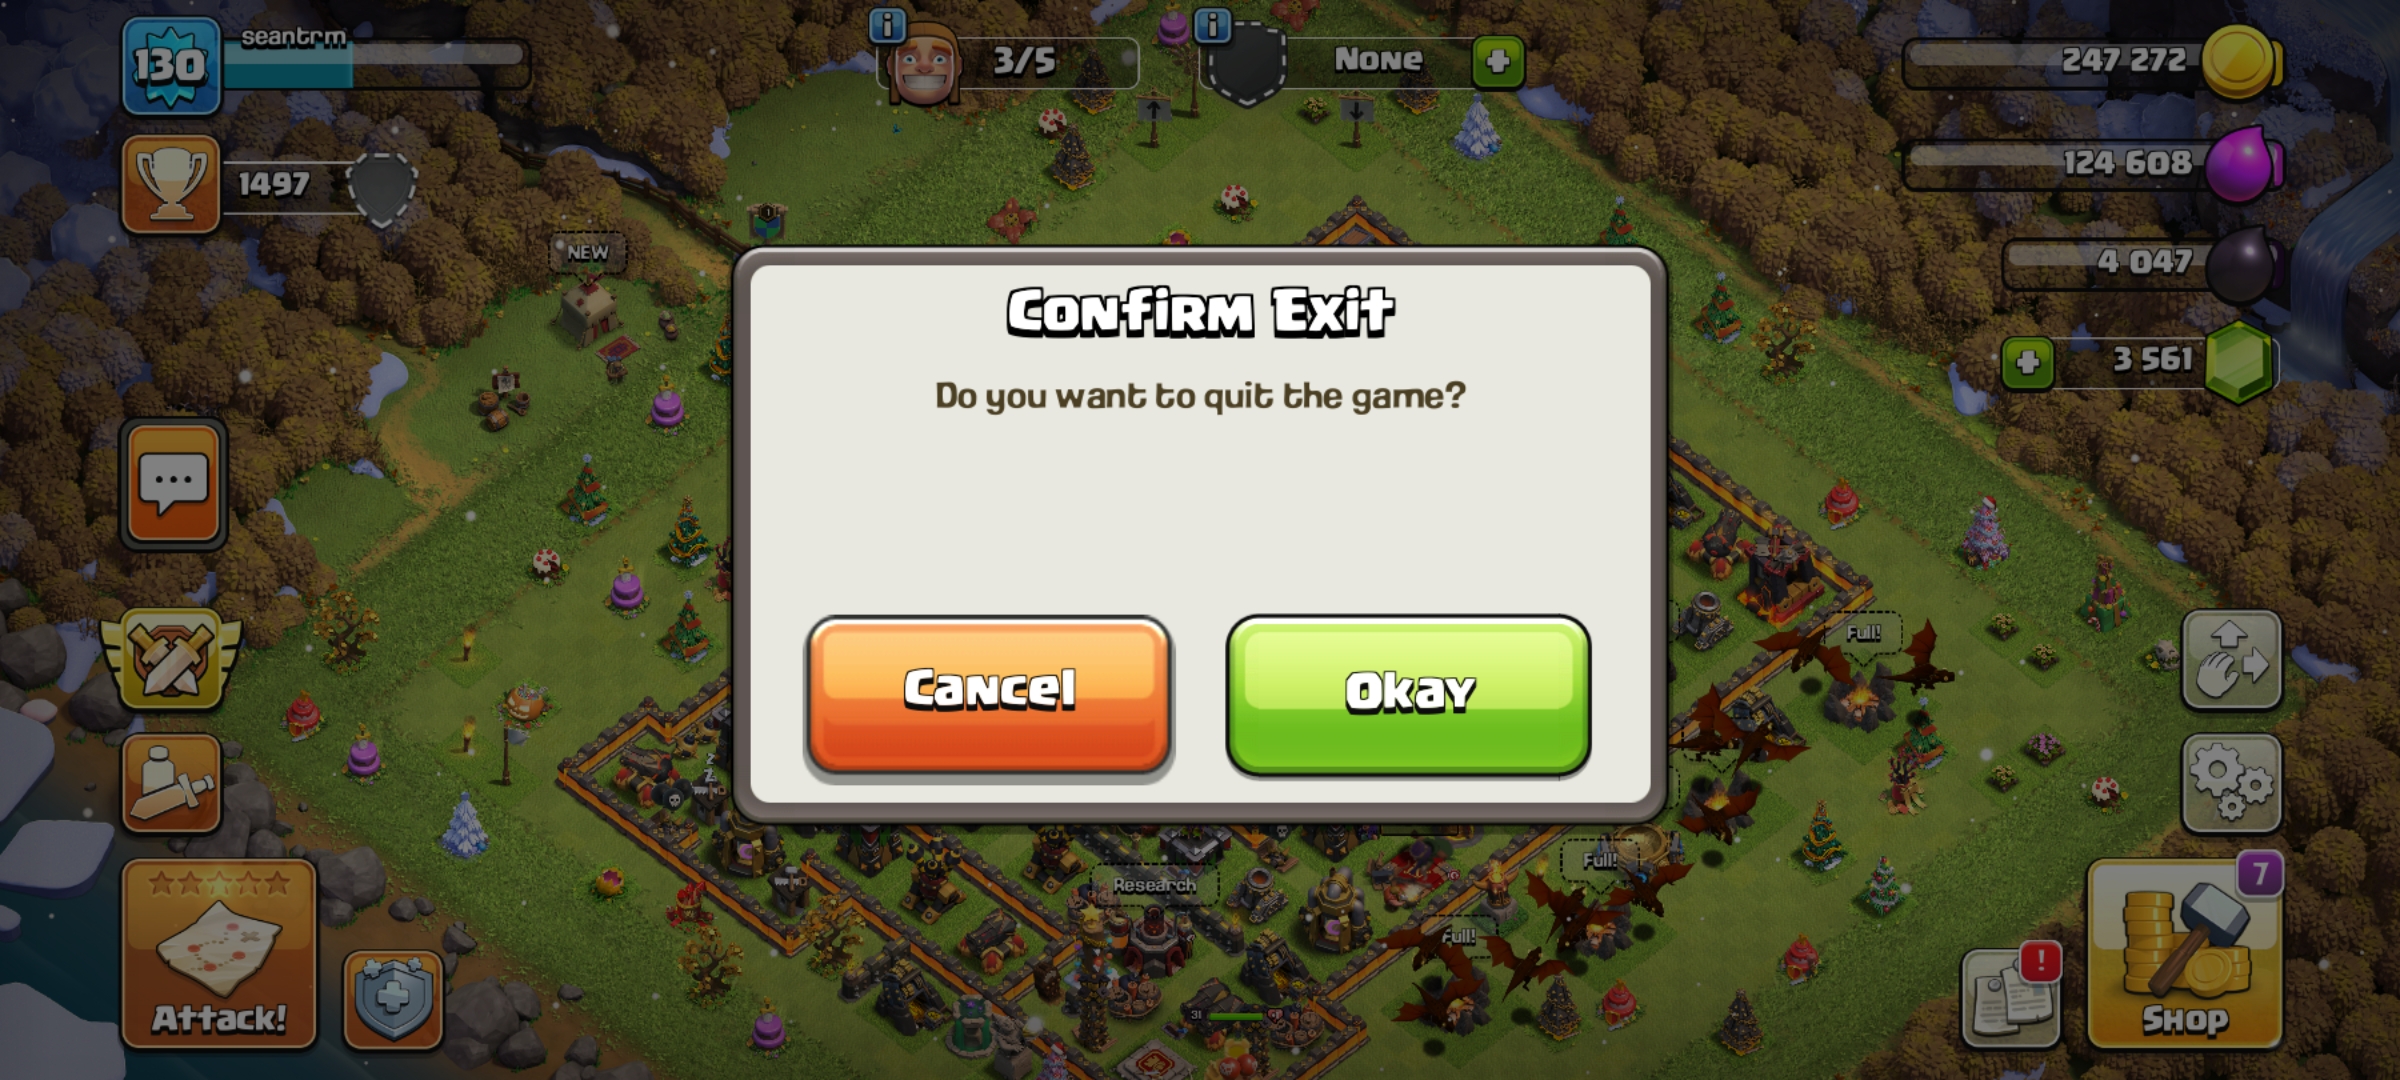 130
seantrm
3/5
None
247 272
1497
124 608
NEW
4 047
3 561
Confirm Exit
Do you want to quit the game?
Cancel
Okay
Full!
Full!
Research
Full!
7
!
31
Attack!
Shop